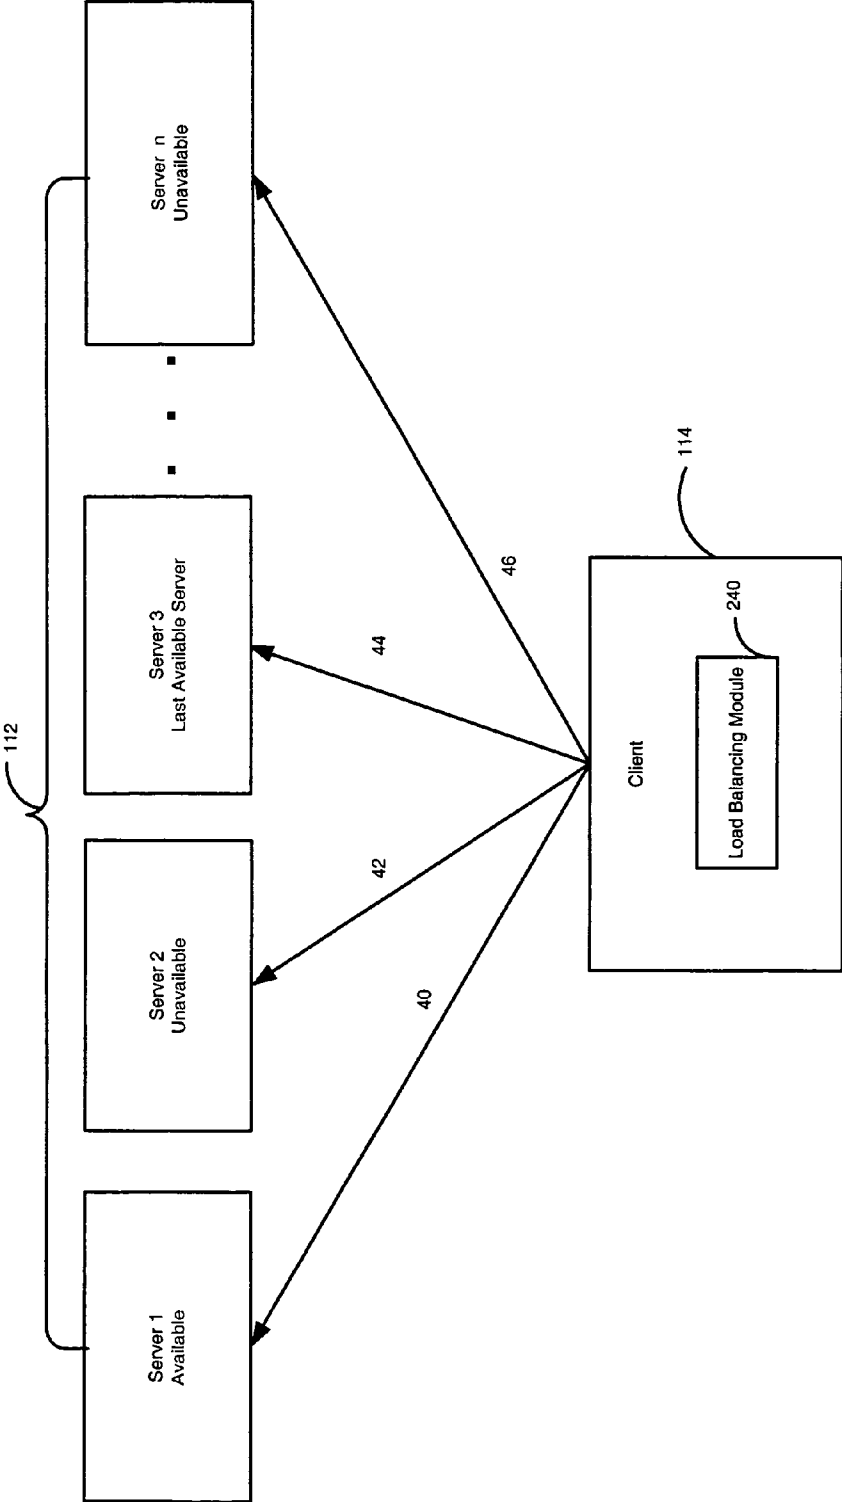 112
Server 1
Available
Server 2
Unavailable
Server 3
Last Available Server
Server n
Unavailable
40
42
44
46
Client
114
Load Balancing Module
240